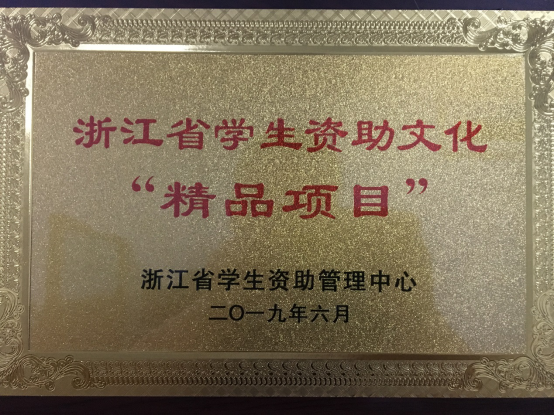 浙江省学生资助文化
“精品项目”
浙江省学生资助管理中心
二〇一九年六月